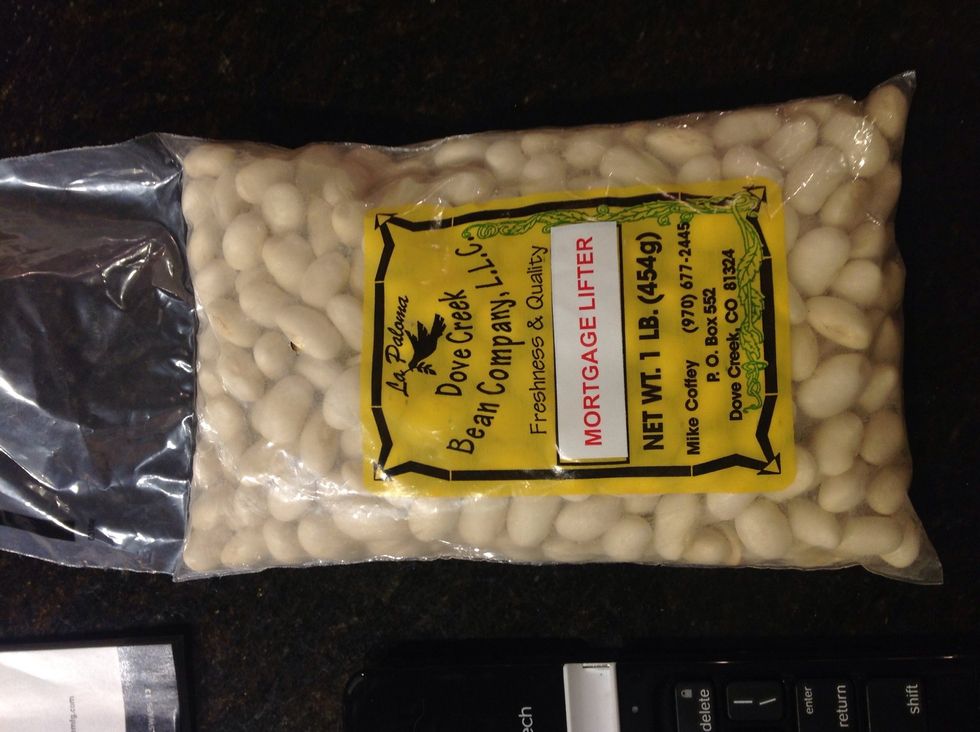 La Paloma
Dove Creek
Bean Company, L.L.C.
Freshness & Quality
MORTGAGE LIFTER
NET WT. 1 LB. (454g)
Mike Coffey (970) 677-2445
P. O. Box 552
Dove Creek, CO 81324
delete
| \
enter
return
shift